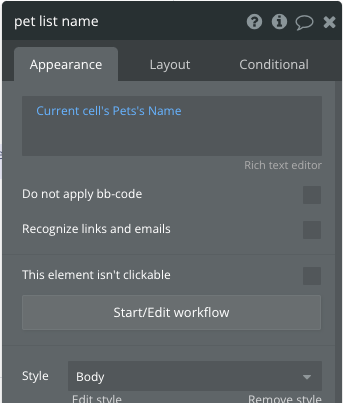 pet list name
Appearance Layout Conditional
Current cell's Pets's Name
Rich text editor
Do not apply bb-code
Recognize links and emails
This element isn't clickable
Start/Edit workflow
Style Body
Edit style Remove style